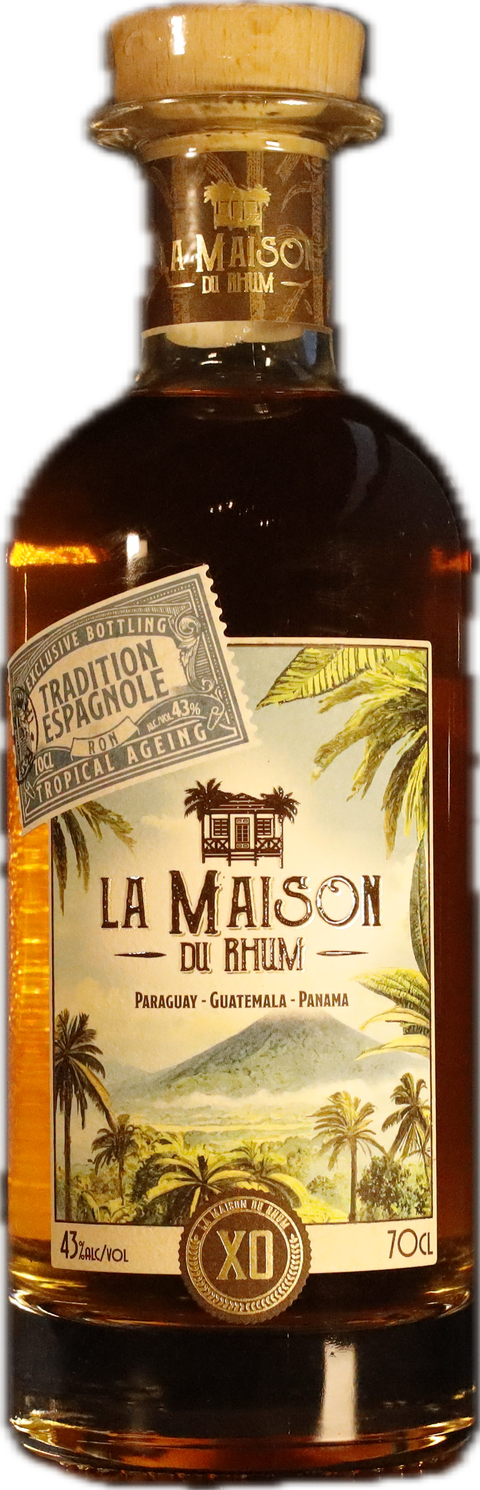 LA MAISON
DU RHUM
EXCLUSIVE BOTTLING
TRADITION
ESPAGNOLE
ALC/VOL 43%
70CL
RON
TROPICAL AGEING
LA MAISON
DU RHUM
PARAGUAY - GUATEMALA - PANAMA
LA MAISON DU RHUM
XO
43%ALC/VOL
70CL